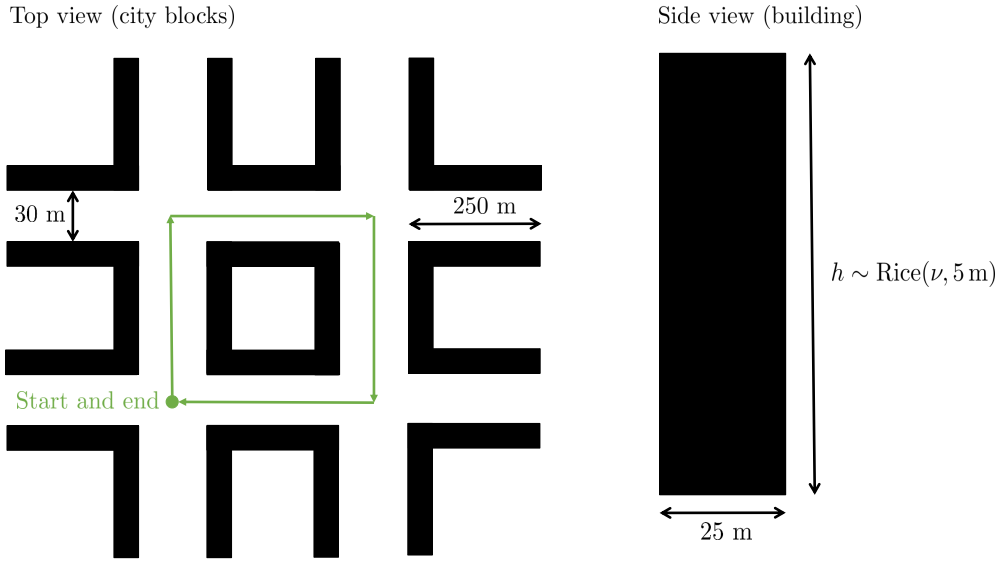 Top view (city blocks)
Side view (building)
30 m
250 m
h ∼ Rice(ν, 5 m)
Start and end
25 m